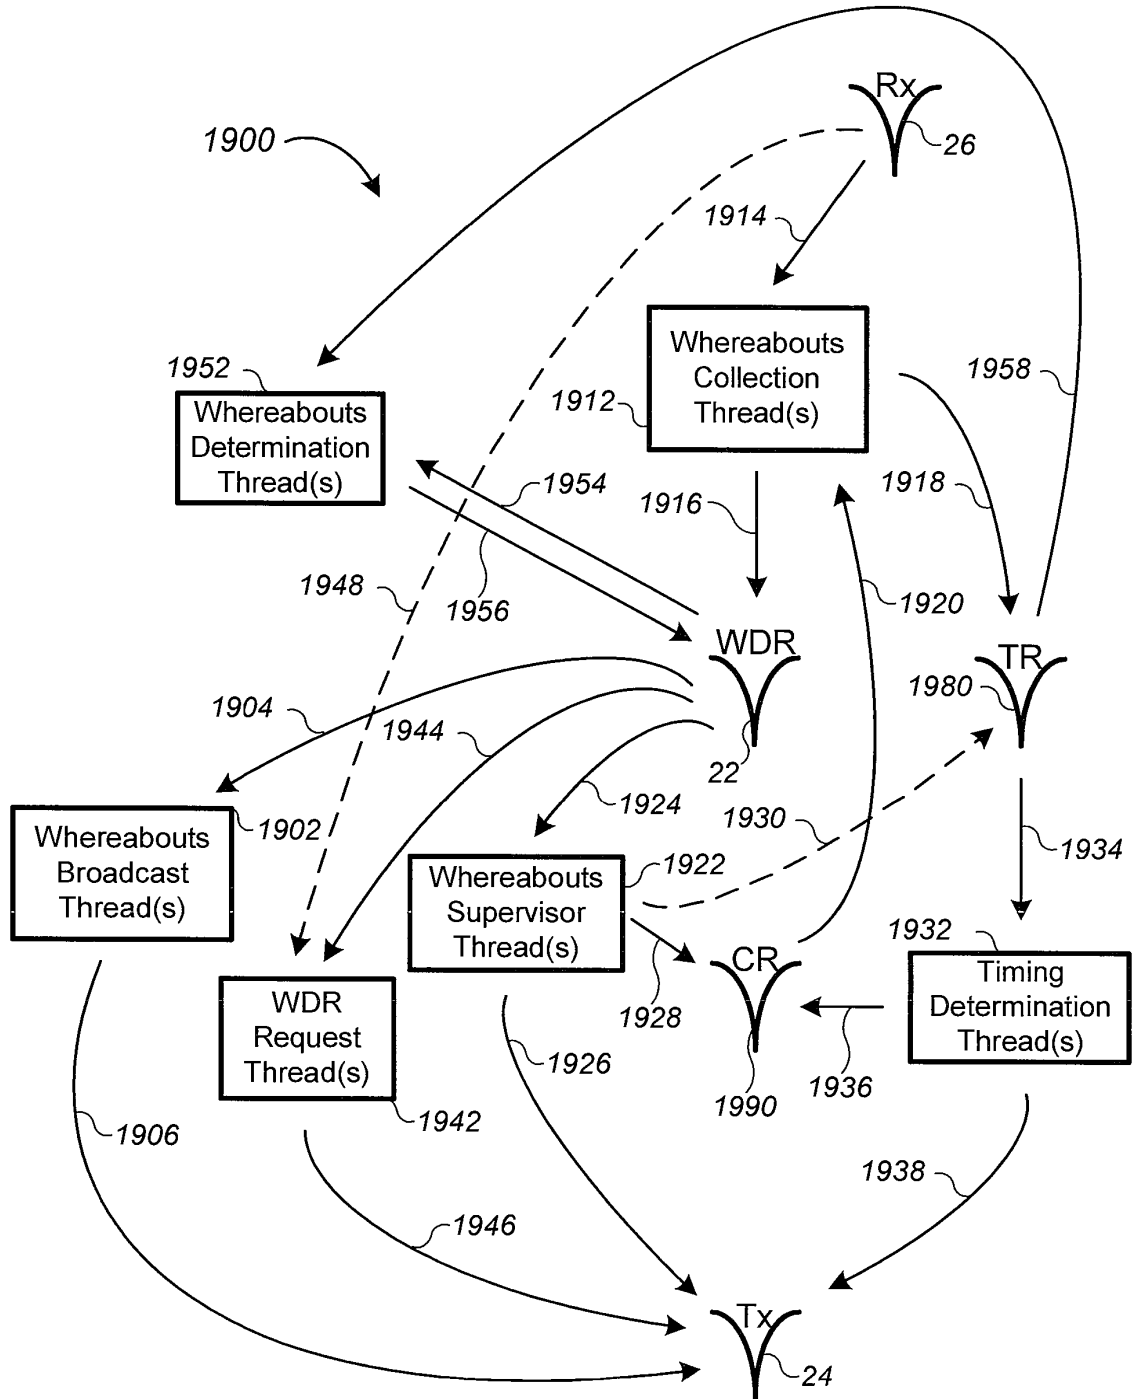 Rx
1900
26
1914
1952
Whereabouts
Collection
Thread(s)
1958
1912
Whereabouts
Determination
Thread(s)
1954
1916
1918
1948
1956
1920
WDR
TR
1904
1944
1980
22
1924
1902
1930
Whereabouts
Broadcast
Thread(s)
1922
1934
Whereabouts
Supervisor
Thread(s)
1932
CR
Timing
Determination
Thread(s)
WDR
Request
Thread(s)
1928
1926
1936
1990
1942
1906
1938
1946
Tx
24